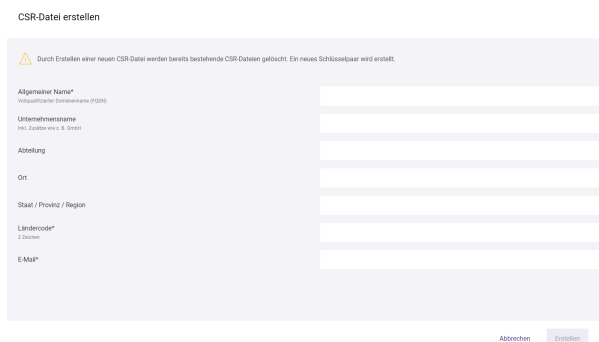 CSR-Datei erstellen
Durch Erstellen einer neuen CSR-Datei werden bereits bestehende CSR-Dateien gelöscht. Ein neues Schlüsselpaar wird erstellt.
Allgemeiner Name*
Vollqualifizierter Domänenname (FQDN)
Unternehmensname
Inkl. Zusätze wie z. B. GmbH
Abteilung
Ort
Staat / Provinz / Region
Ländercode*
2 Zeichen
E-Mail*
Abbrechen Erstellen